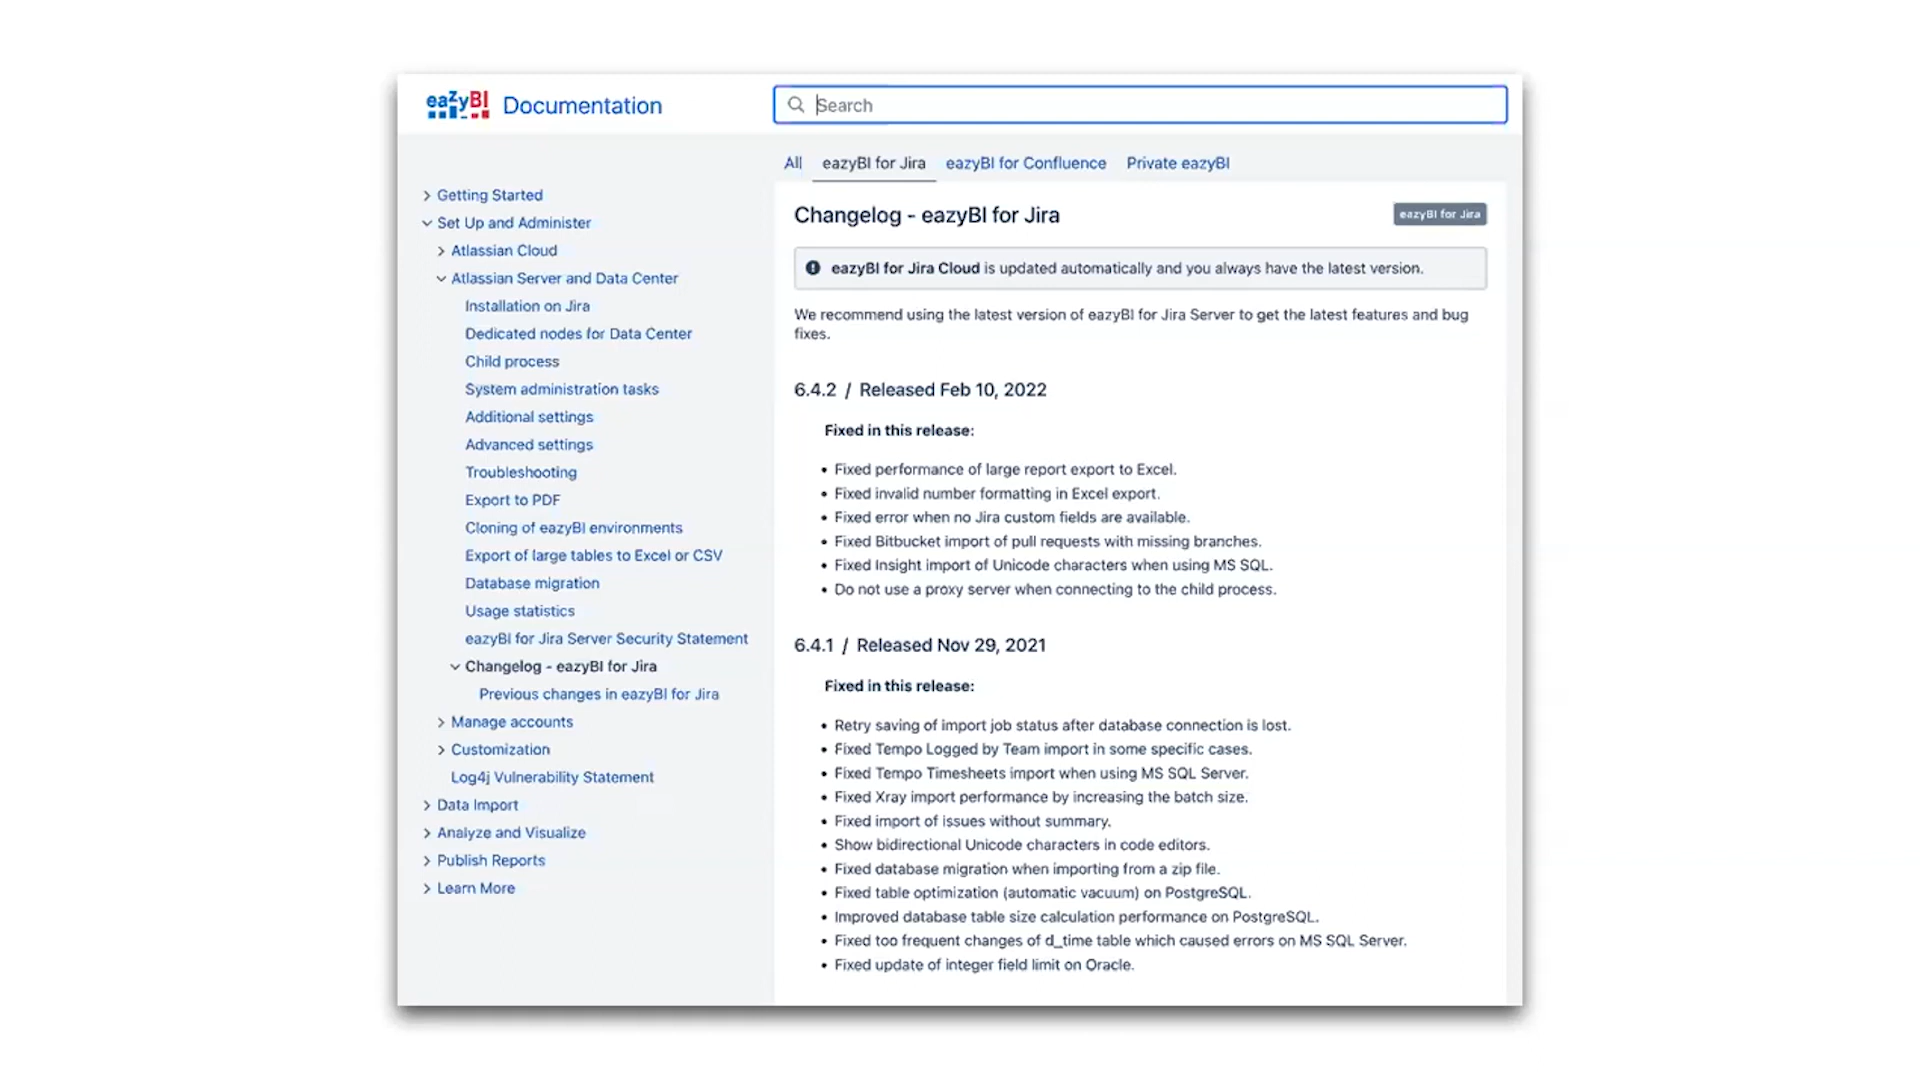 eazyBI Documentation
Search
All eazyBI for Jira eazyBI for Confluence Private eazyBI
Getting Started
Set Up and Administer
Atlassian Cloud
Atlassian Server and Data Center
Installation on Jira
Dedicated nodes for Data Center
Child process
System administration tasks
Additional settings
Advanced settings
Troubleshooting
Export to PDF
Cloning of eazyBI environments
Export of large tables to Excel or CSV
Database migration
Usage statistics
eazyBI for Jira Server Security Statement
Changelog - eazyBI for Jira
Previous changes in eazyBI for Jira
Manage accounts
Customization
Log4j Vulnerability Statement
Data Import
Analyze and Visualize
Publish Reports
Learn More
Changelog - eazyBI for Jira
eazyBI for Jira
eazyBI for Jira Cloud is updated automatically and you always have the latest version.
We recommend using the latest version of eazyBI for Jira Server to get the latest features and bug
fixes.
6.4.2 / Released Feb 10, 2022
Fixed in this release:
• Fixed performance of large report export to Excel.
• Fixed invalid number formatting in Excel export.
• Fixed error when no Jira custom fields are available.
• Fixed Bitbucket import of pull requests with missing branches.
• Fixed Insight import of Unicode characters when using MS SQL.
• Do not use a proxy server when connecting to the child process.
6.4.1 / Released Nov 29, 2021
Fixed in this release:
• Retry saving of import job status after database connection is lost.
• Fixed Tempo Logged by Team import in some specific cases.
• Fixed Tempo Timesheets import when using MS SQL Server.
• Fixed Xray import performance by increasing the batch size.
• Fixed import of issues without summary.
• Show bidirectional Unicode characters in code editors.
• Fixed database migration when importing from a zip file.
• Fixed table optimization (automatic vacuum) on PostgreSQL.
• Improved database table size calculation performance on PostgreSQL.
• Fixed too frequent changes of d_time table which caused errors on MS SQL Server.
• Fixed update of integer field limit on Oracle.